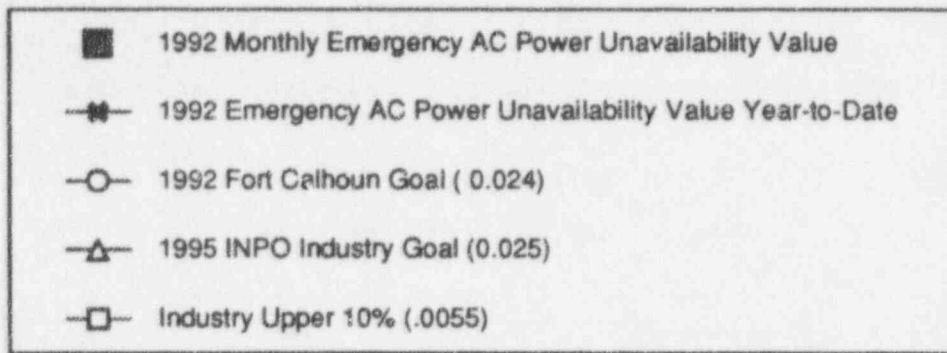 1992 Monthly Emergency AC Power Unavailability Value
1992 Emergency AC Power Unavailability Value Year-to-Date
1992 Fort Calhoun Goal ( 0.024)
1995 INPO Industry Goal (0.025)
Industry Upper 10% (.0055)